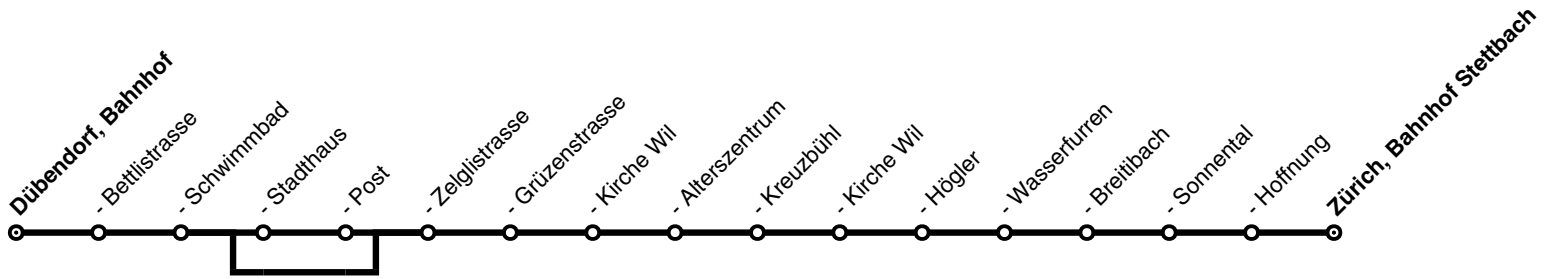 Dübendorf, Bahnhof
- Bettlistrasse
- Schwimmbad
- Stadthaus
- Post
- Zelglistrasse
- Grüzenstrasse
- Kirche Wil
- Alterszentrum
- Kreuzbühl
- Kirche Wil
- Högler
- Wasserfurren
- Breitibach
- Sonnental
- Hoffnung
Zürich, Bahnhof Stettbach